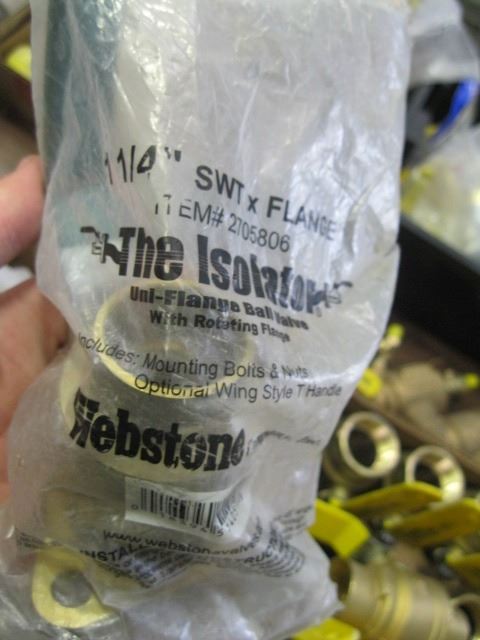 1 1/4" SWT x FLANGE
ITEM# 2705806
The Isolator
Uni-Flange Ball Valve
With Rotating Flange
Includes: Mounting Bolts & Nuts
Optional Wing Style T Handle
Webstone
www.webstonevalves